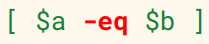 [ $a -eq $b ]